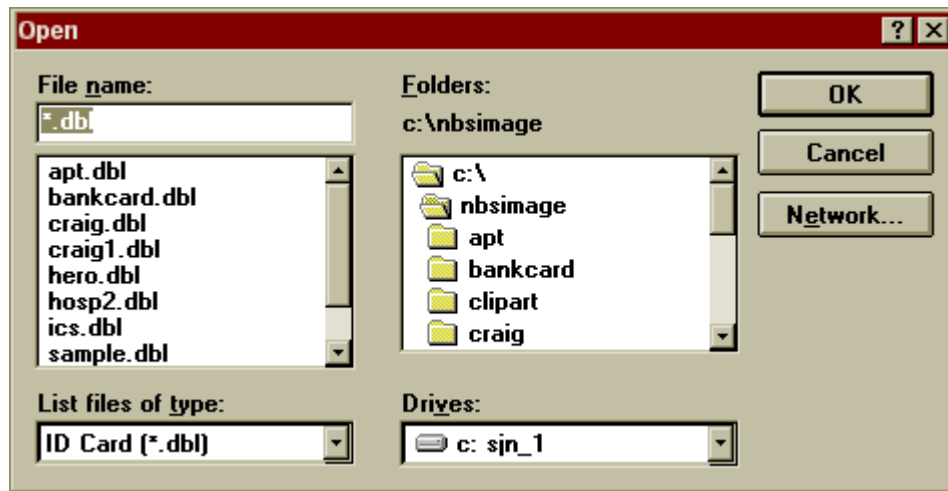 Open
File name:
*.dbl
apt.dbl
bankcard.dbl
craig.dbl
craig1.dbl
hero.dbl
hosp2.dbl
ics.dbl
sample.dbl
List files of type:
ID Card (*.dbl)
Folders:
c:\nbsimage
c:\
nbsimage
apt
bankcard
clipart
craig
Drives:
c: sjn_1
OK
Cancel
Network...